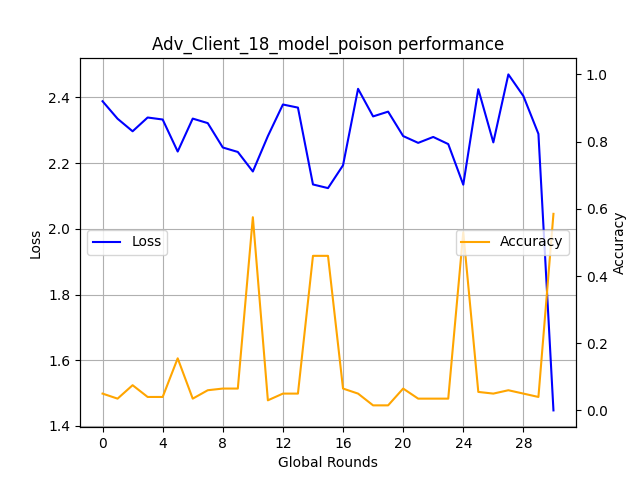 Adv_Client_18_model_poison performance
2.4
2.2
2.0
1.8
1.6
1.4
Loss
1.0
0.8
0.6
0.4
0.2
0.0
Accuracy
Loss
Accuracy
0 4 8 12 16 20 24 28
Global Rounds